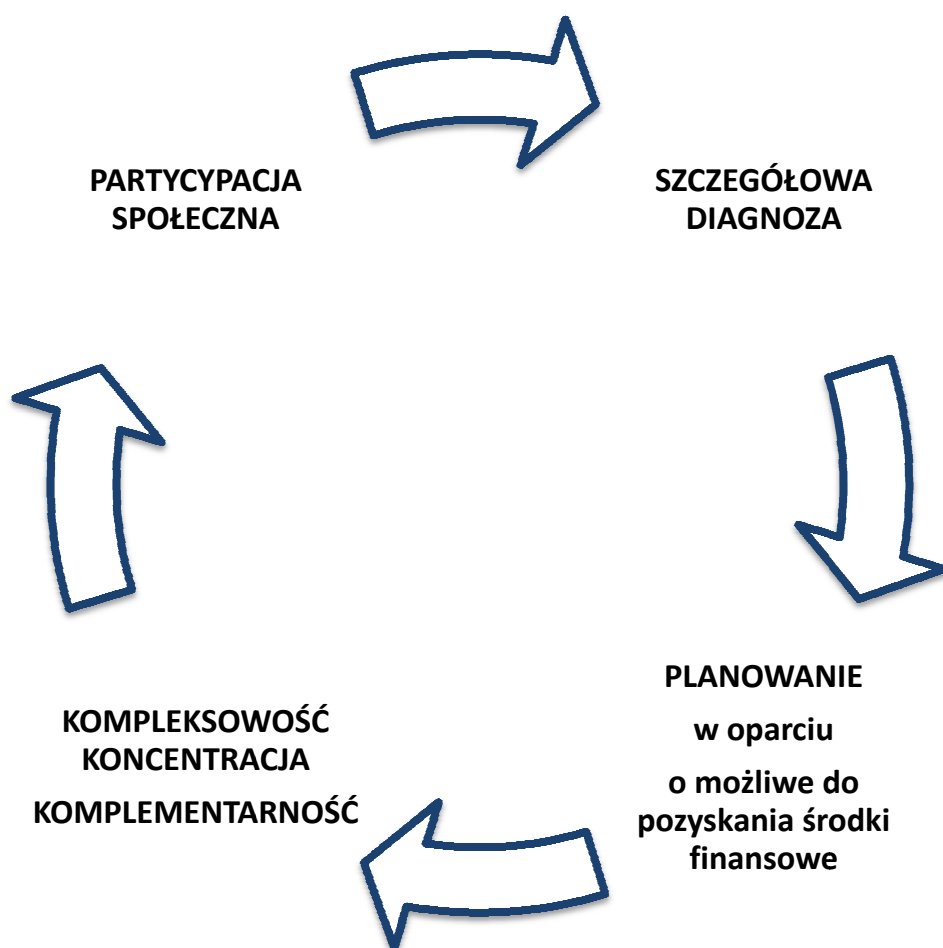 PARTYCYPACJA
SPOŁECZNA
SZCZEGÓŁOWA
DIAGNOZA
PLANOWANIE
w oparciu
o możliwe do
pozyskania środki
finansowe
KOMPLEKSOWOŚĆ
KONCENTRACJA
KOMPLEMENTARNOŚĆ